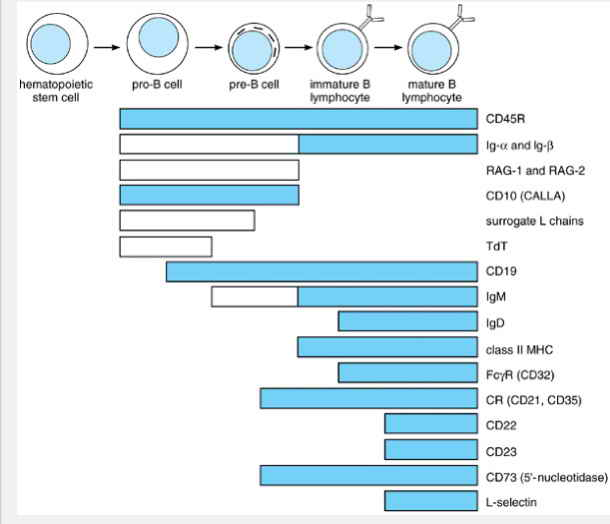 hematopoietic
stem cell
pro-B cell
pre-B cell
immature B
lymphocyte
mature B
lymphocyte
CD45R
Ig-α and Ig-β
RAG-1 and RAG-2
CD10 (CALLA)
surrogate L chains
TdT
CD19
IgM
IgD
class II MHC
FcγR (CD32)
CR (CD21, CD35)
CD22
CD23
CD73 (5'-nucleotidase)
L-selectin